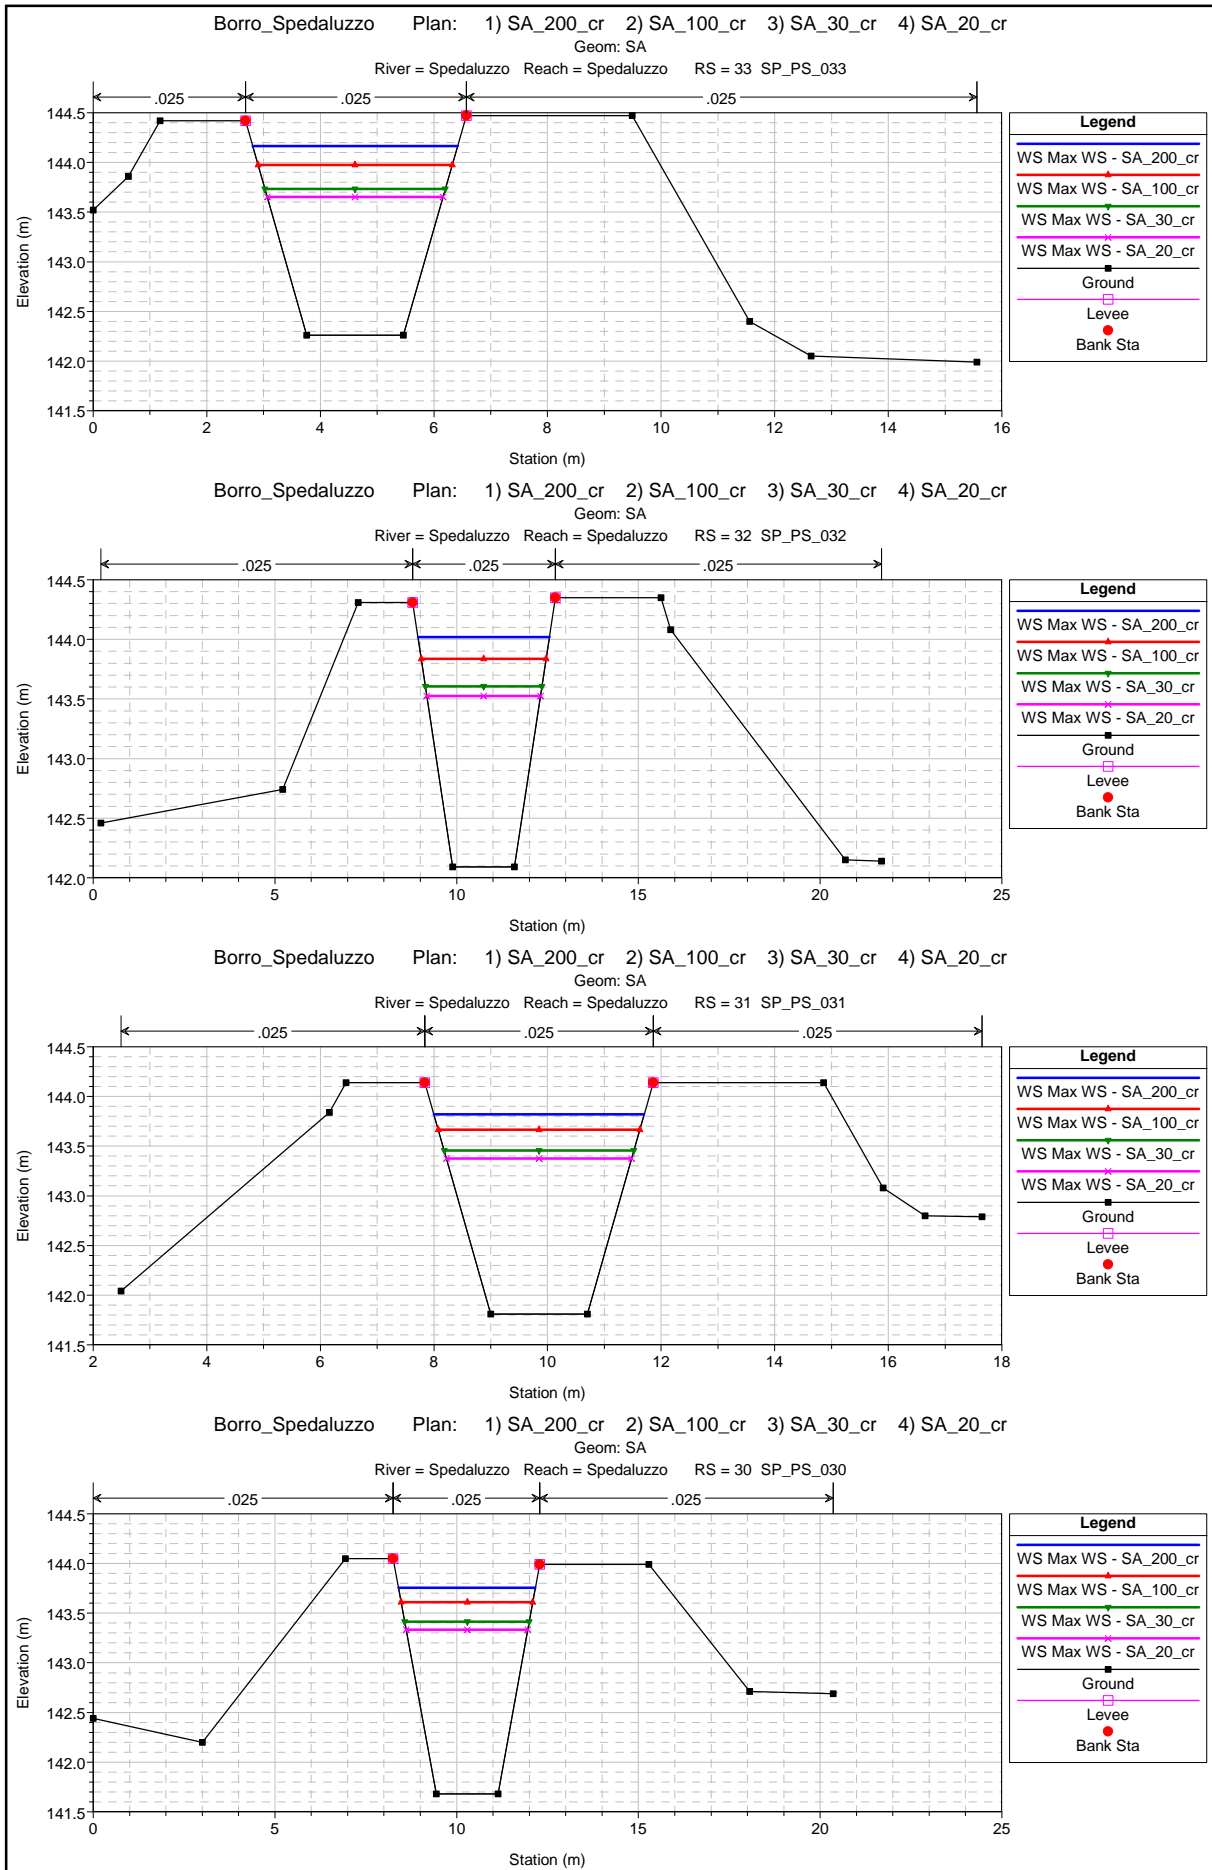 Borro_Spedaluzzo Plan: 1) SA_200_cr 2) SA_100_cr 3) SA_30_cr 4) SA_20_cr
Geom: SA
River = Spedaluzzo Reach = Spedaluzzo RS = 33 SP_PS_033
.025 .025 .025
144.5
144.0
143.5
143.0
142.5
142.0
141.5
Elevation (m)
0 2 4 6 8 10 12 14 16
Station (m)
Legend
WS Max WS - SA_200_cr
WS Max WS - SA_100_cr
WS Max WS - SA_30_cr
WS Max WS - SA_20_cr
Ground
Levee
Bank Sta
Borro_Spedaluzzo Plan: 1) SA_200_cr 2) SA_100_cr 3) SA_30_cr 4) SA_20_cr
Geom: SA
River = Spedaluzzo Reach = Spedaluzzo RS = 32 SP_PS_032
.025 .025 .025
144.5
144.0
143.5
143.0
142.5
142.0
Elevation (m)
0 5 10 15 20 25
Station (m)
Legend
WS Max WS - SA_200_cr
WS Max WS - SA_100_cr
WS Max WS - SA_30_cr
WS Max WS - SA_20_cr
Ground
Levee
Bank Sta
Borro_Spedaluzzo Plan: 1) SA_200_cr 2) SA_100_cr 3) SA_30_cr 4) SA_20_cr
Geom: SA
River = Spedaluzzo Reach = Spedaluzzo RS = 31 SP_PS_031
.025 .025 .025
144.5
144.0
143.5
143.0
142.5
142.0
141.5
Elevation (m)
2 4 6 8 10 12 14 16 18
Station (m)
Legend
WS Max WS - SA_200_cr
WS Max WS - SA_100_cr
WS Max WS - SA_30_cr
WS Max WS - SA_20_cr
Ground
Levee
Bank Sta
Borro_Spedaluzzo Plan: 1) SA_200_cr 2) SA_100_cr 3) SA_30_cr 4) SA_20_cr
Geom: SA
River = Spedaluzzo Reach = Spedaluzzo RS = 30 SP_PS_030
.025 .025 .025
144.5
144.0
143.5
143.0
142.5
142.0
141.5
Elevation (m)
0 5 10 15 20 25
Station (m)
Legend
WS Max WS - SA_200_cr
WS Max WS - SA_100_cr
WS Max WS - SA_30_cr
WS Max WS - SA_20_cr
Ground
Levee
Bank Sta